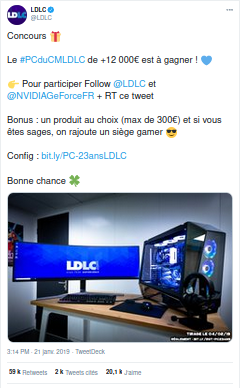 LDLC
@LDLC
Concours 🎁
Le #PCduCMLDLC de +12 000€ est à gagner ! 💙
👉 Pour participer Follow @LDLC et
@NVIDIAGeForceFR + RT ce tweet
Bonus : un produit au choix (max de 300€) et si vous
êtes sages, on rajoute un siège gamer 😎
Config : bit.ly/PC-23ansLDLC
Bonne chance 🍀
LDLC
TIRAGE LE 04/02/19
3:14 PM · 21 janv. 2019 · TweetDeck
59 k Retweets 2 k Tweets cités 20,1 k J'aime